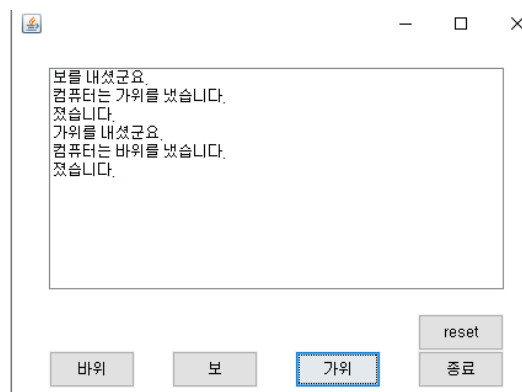 보를 내셨군요.
컴퓨터는 가위를 냈습니다.
졌습니다.
가위를 내셨군요.
컴퓨터는 바위를 냈습니다.
졌습니다.
reset
바위 보 가위 종료